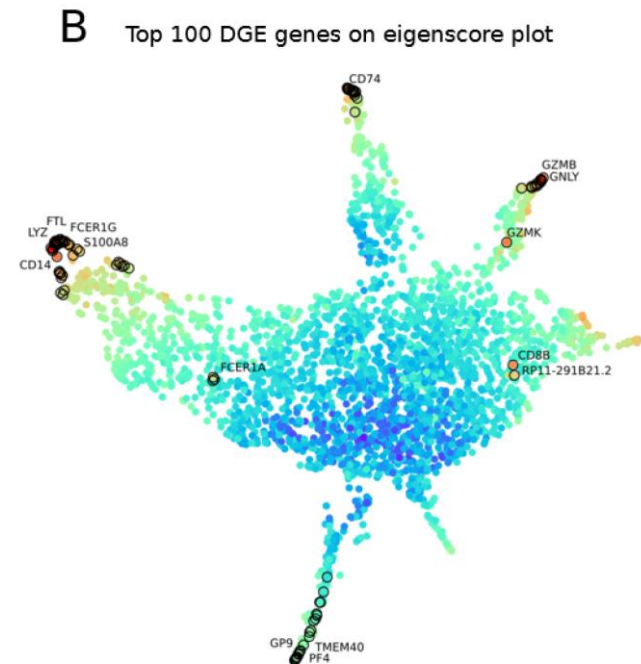 B Top 100 DGE genes on eigenscore plot
CD74
GZMB
GNLY
FTL
FCER1G
LYZ
S100A8
GZMK
CD14
CD8B
FCER1A
RP11-291B21.2
GP9
TMEM40
PF4